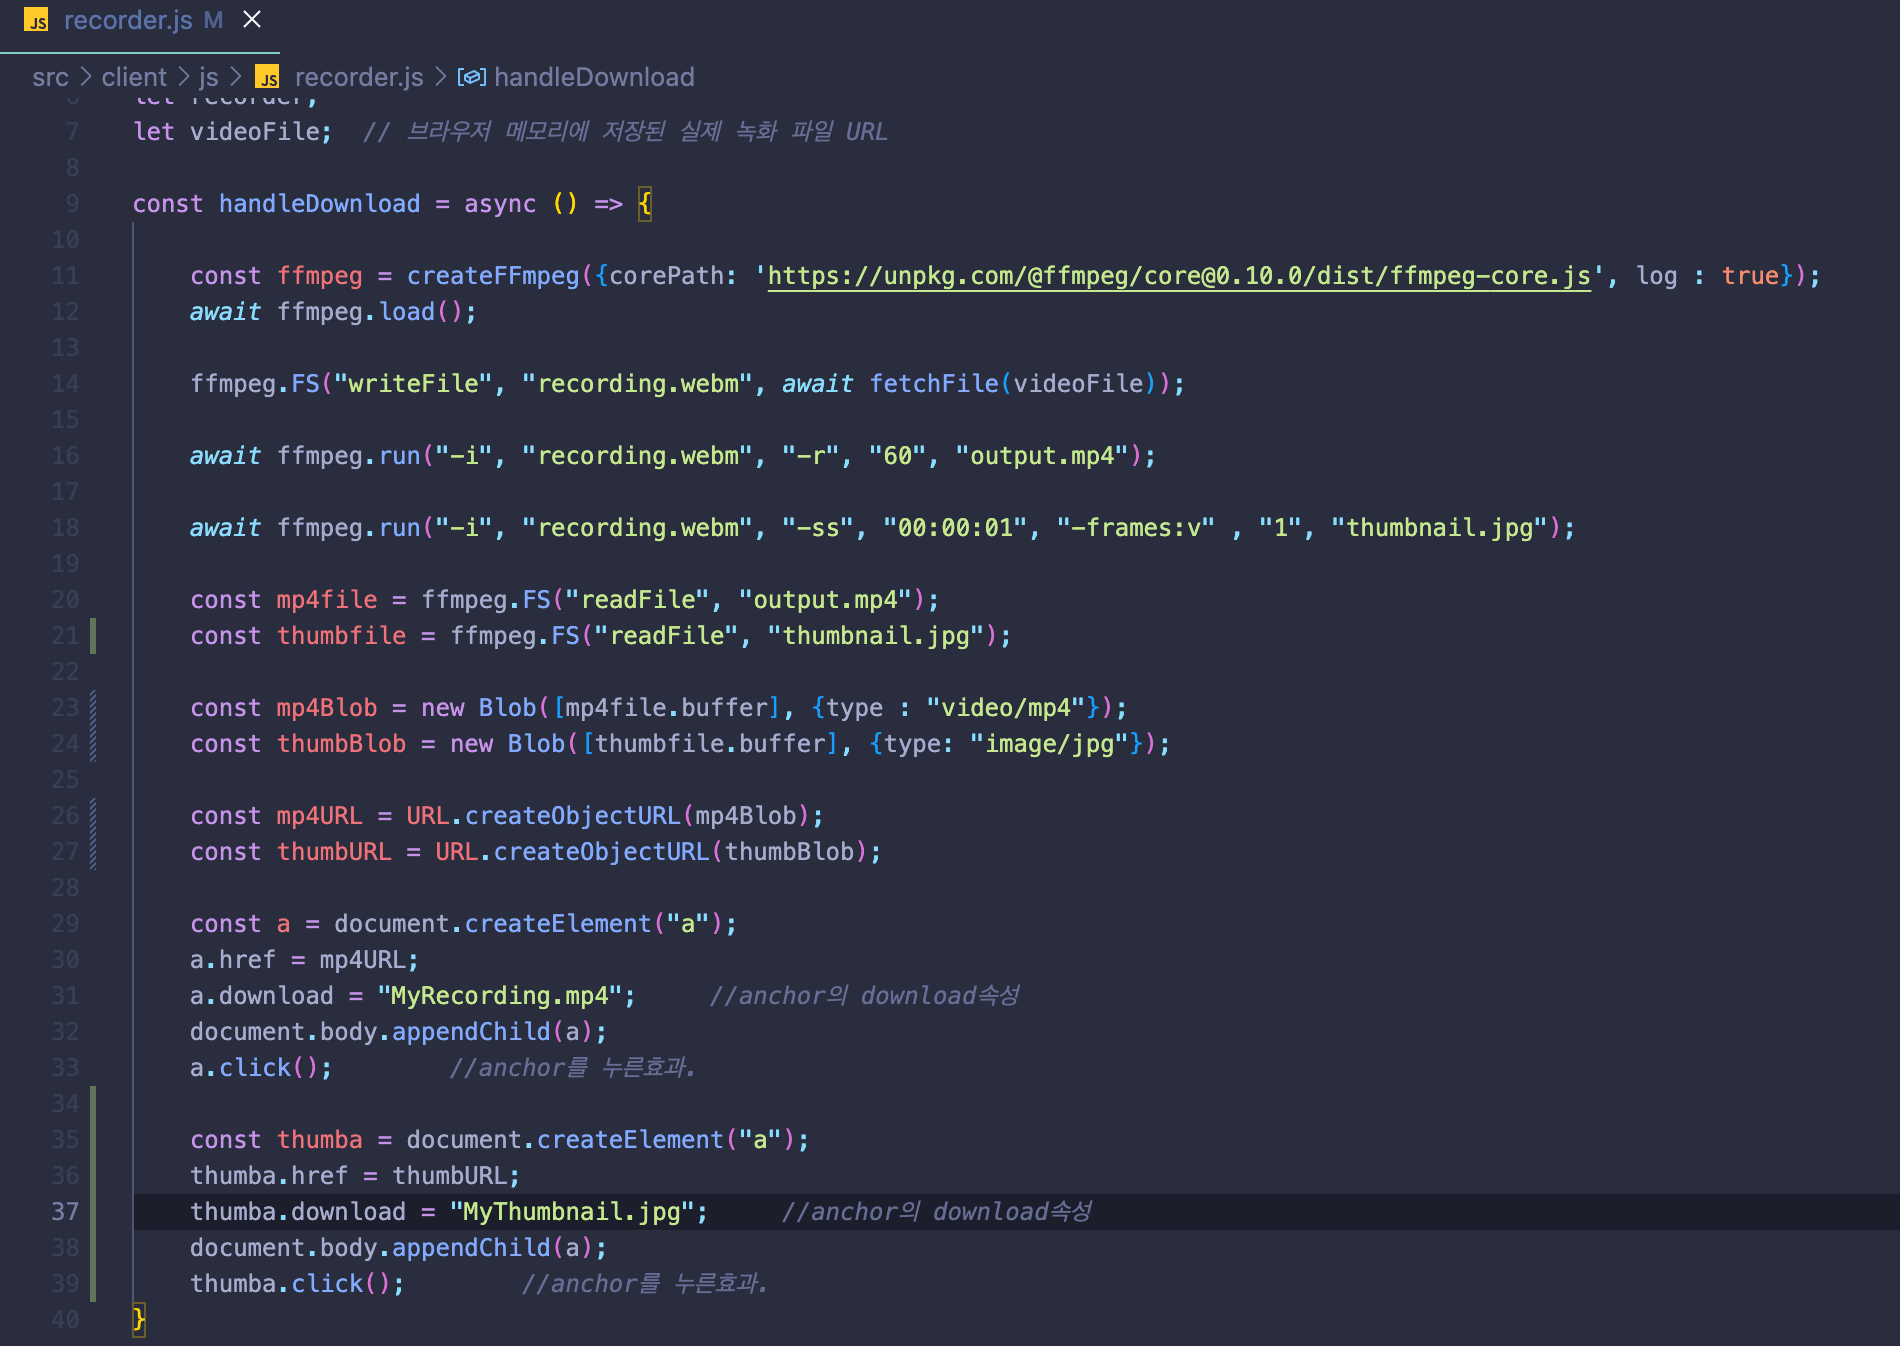 JS recorder.js M ×
src > client > js > JS recorder.js > handleDownload
6 let recorder;
7 let videoFile;  // 브라우저 메모리에 저장된 실제 녹화 파일 URL
8
9 const handleDownload = async () => {
10
11     const ffmpeg = createFFmpeg({corePath: 'https://unpkg.com/@ffmpeg/core@0.10.0/dist/ffmpeg-core.js', log : true});
12     await ffmpeg.load();
13
14     ffmpeg.FS("writeFile", "recording.webm", await fetchFile(videoFile));
15
16     await ffmpeg.run("-i", "recording.webm", "-r", "60", "output.mp4");
17
18     await ffmpeg.run("-i", "recording.webm", "-ss", "00:00:01", "-frames:v" , "1", "thumbnail.jpg");
19
20     const mp4file = ffmpeg.FS("readFile", "output.mp4");
21     const thumbfile = ffmpeg.FS("readFile", "thumbnail.jpg");
22
23     const mp4Blob = new Blob([mp4file.buffer], {type : "video/mp4"});
24     const thumbBlob = new Blob([thumbfile.buffer], {type: "image/jpg"});
25
26     const mp4URL = URL.createObjectURL(mp4Blob);
27     const thumbURL = URL.createObjectURL(thumbBlob);
28
29     const a = document.createElement("a");
30     a.href = mp4URL;
31     a.download = "MyRecording.mp4";     //anchor의 download속성
32     document.body.appendChild(a);
33     a.click();        //anchor를 누른효과.
34
35     const thumba = document.createElement("a");
36     thumba.href = thumbURL;
37     thumba.download = "MyThumbnail.jpg";     //anchor의 download속성
38     document.body.appendChild(a);
39     thumba.click();        //anchor를 누른효과.
40 }